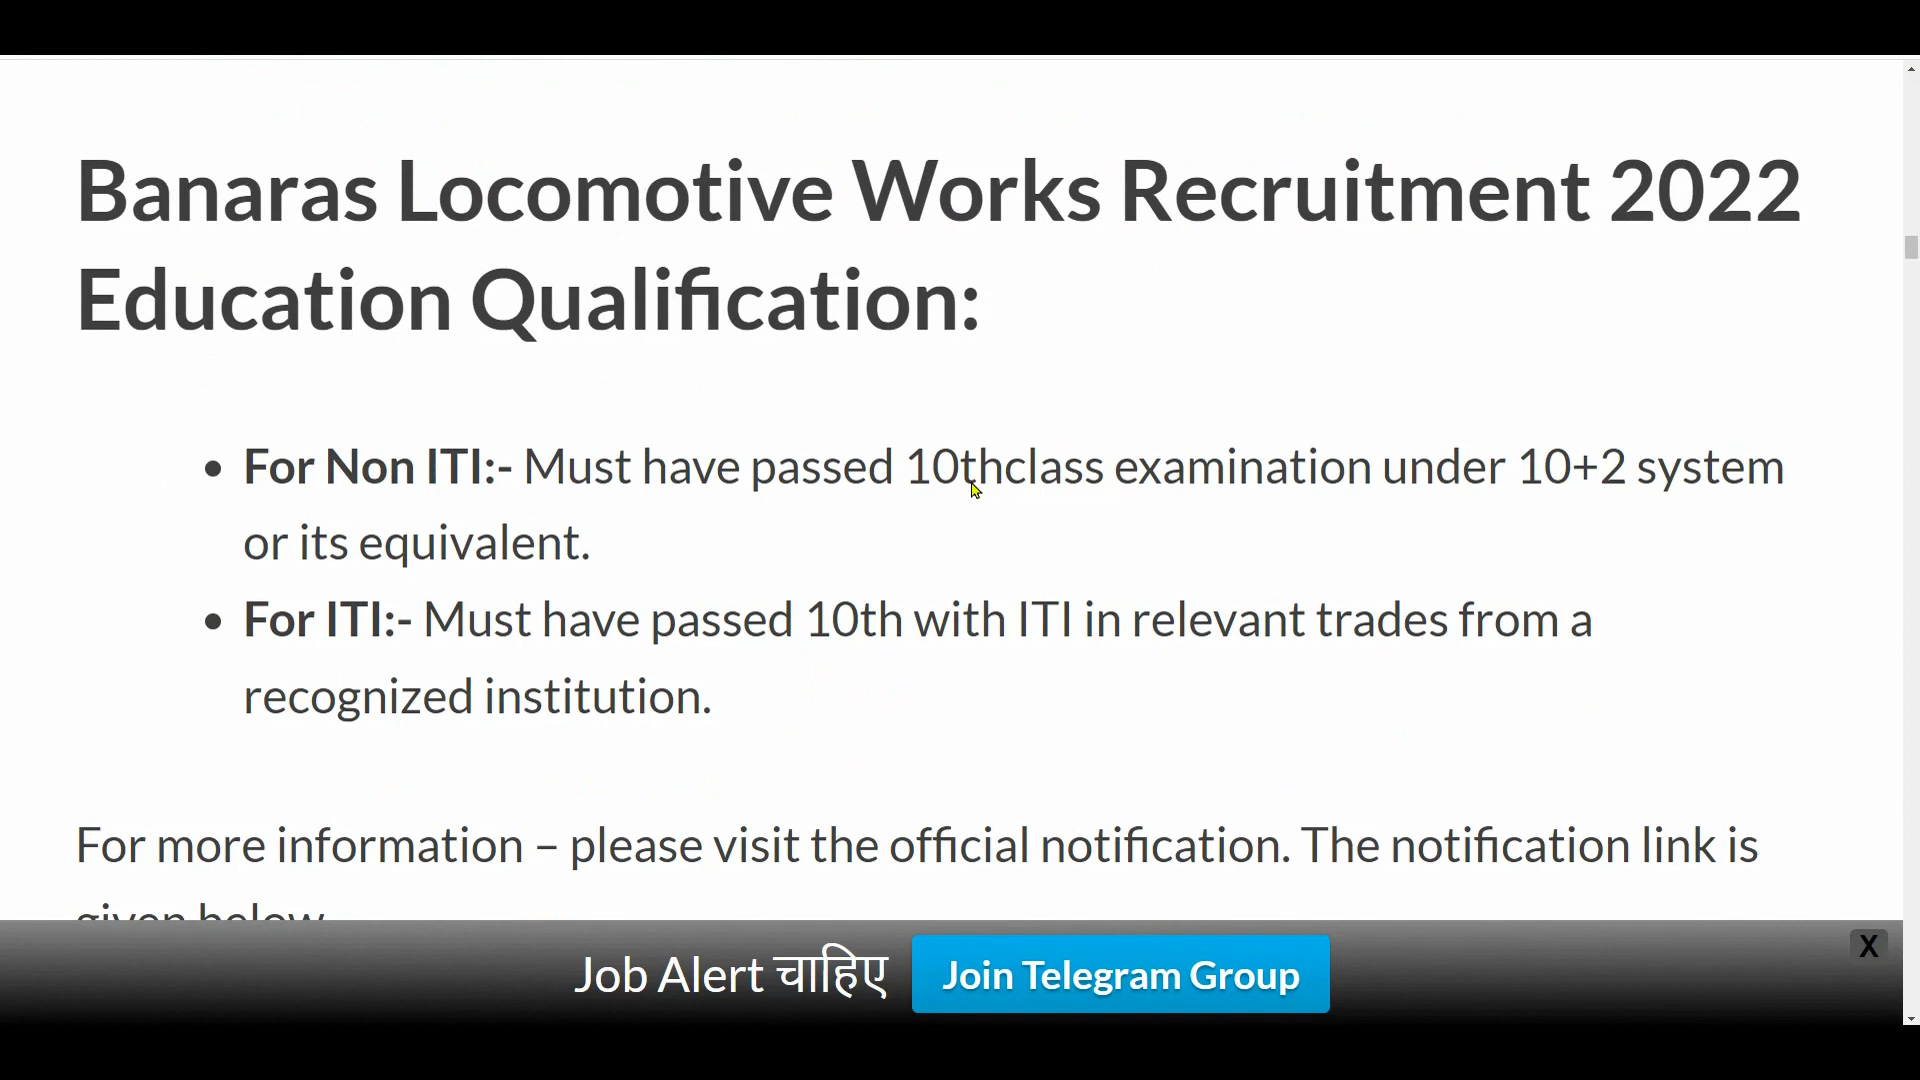 Banaras Locomotive Works Recruitment 2022
Education Qualification:
• For Non ITI:- Must have passed 10thclass examination under 10+2 system
or its equivalent.
• For ITI:- Must have passed 10th with ITI in relevant trades from a
recognized institution.
For more information – please visit the official notification. The notification link is
given below
Job Alert चाहिए Join Telegram Group
X